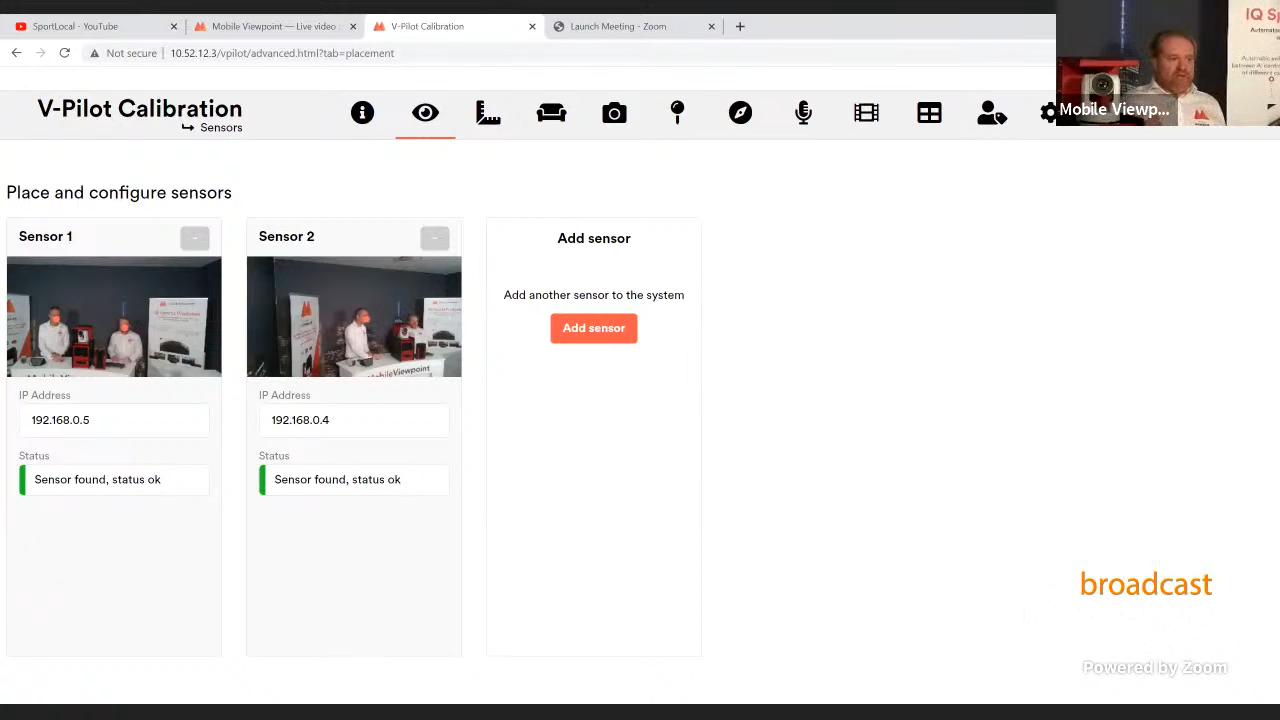 SportLocal - YouTube
Mobile Viewpoint — Live video
V-Pilot Calibration
Launch Meeting - Zoom
Not secure
10.52.12.3/vpilot/advanced.html?tab=placement
V-Pilot Calibration
Sensors
IQ Sp
Mobile Viewp...
Place and configure sensors
Sensor 1
Sensor 2
Add sensor
Add another sensor to the system
Add sensor
IP Address
192.168.0.5
Status
Sensor found, status ok
IP Address
192.168.0.4
Status
Sensor found, status ok
broadcast
Powered by Zoom